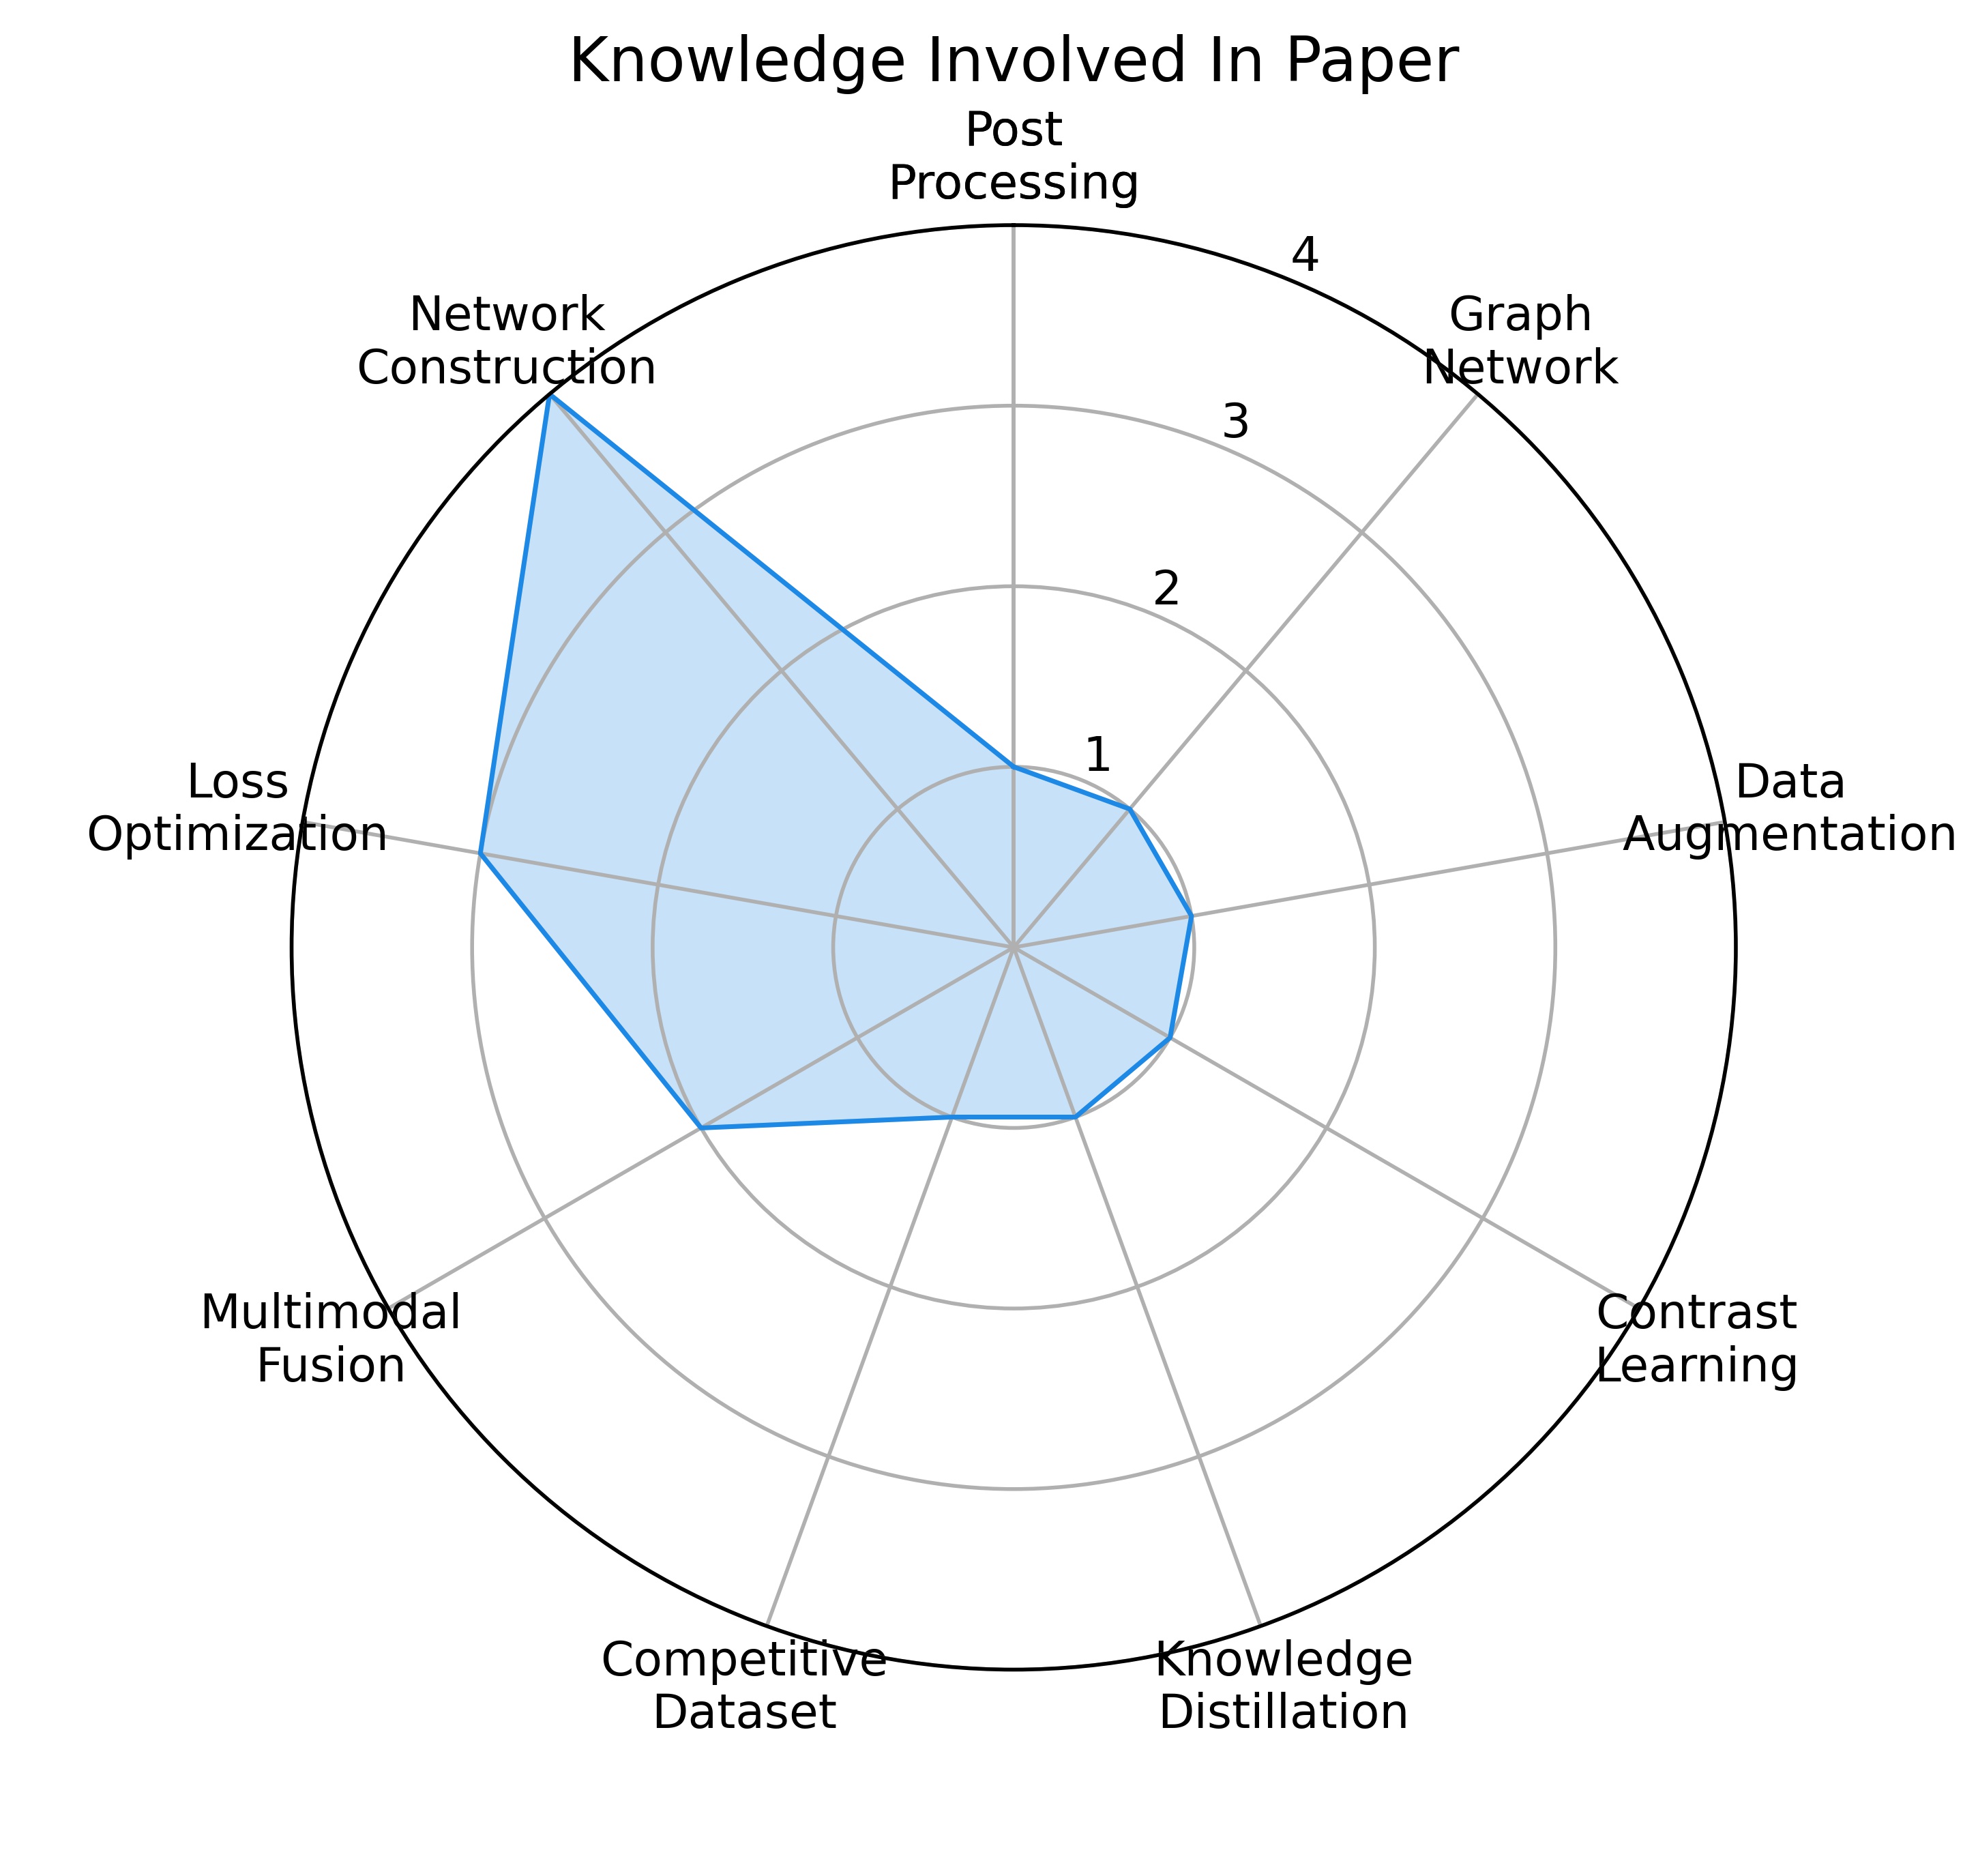 Knowledge Involved In Paper
Post
Processing
4
Network
Construction
Graph
Network
3
2
1
Loss
Optimization
Data
Augmentation
Multimodal
Fusion
Contrast
Learning
Competitive
Dataset
Knowledge
Distillation